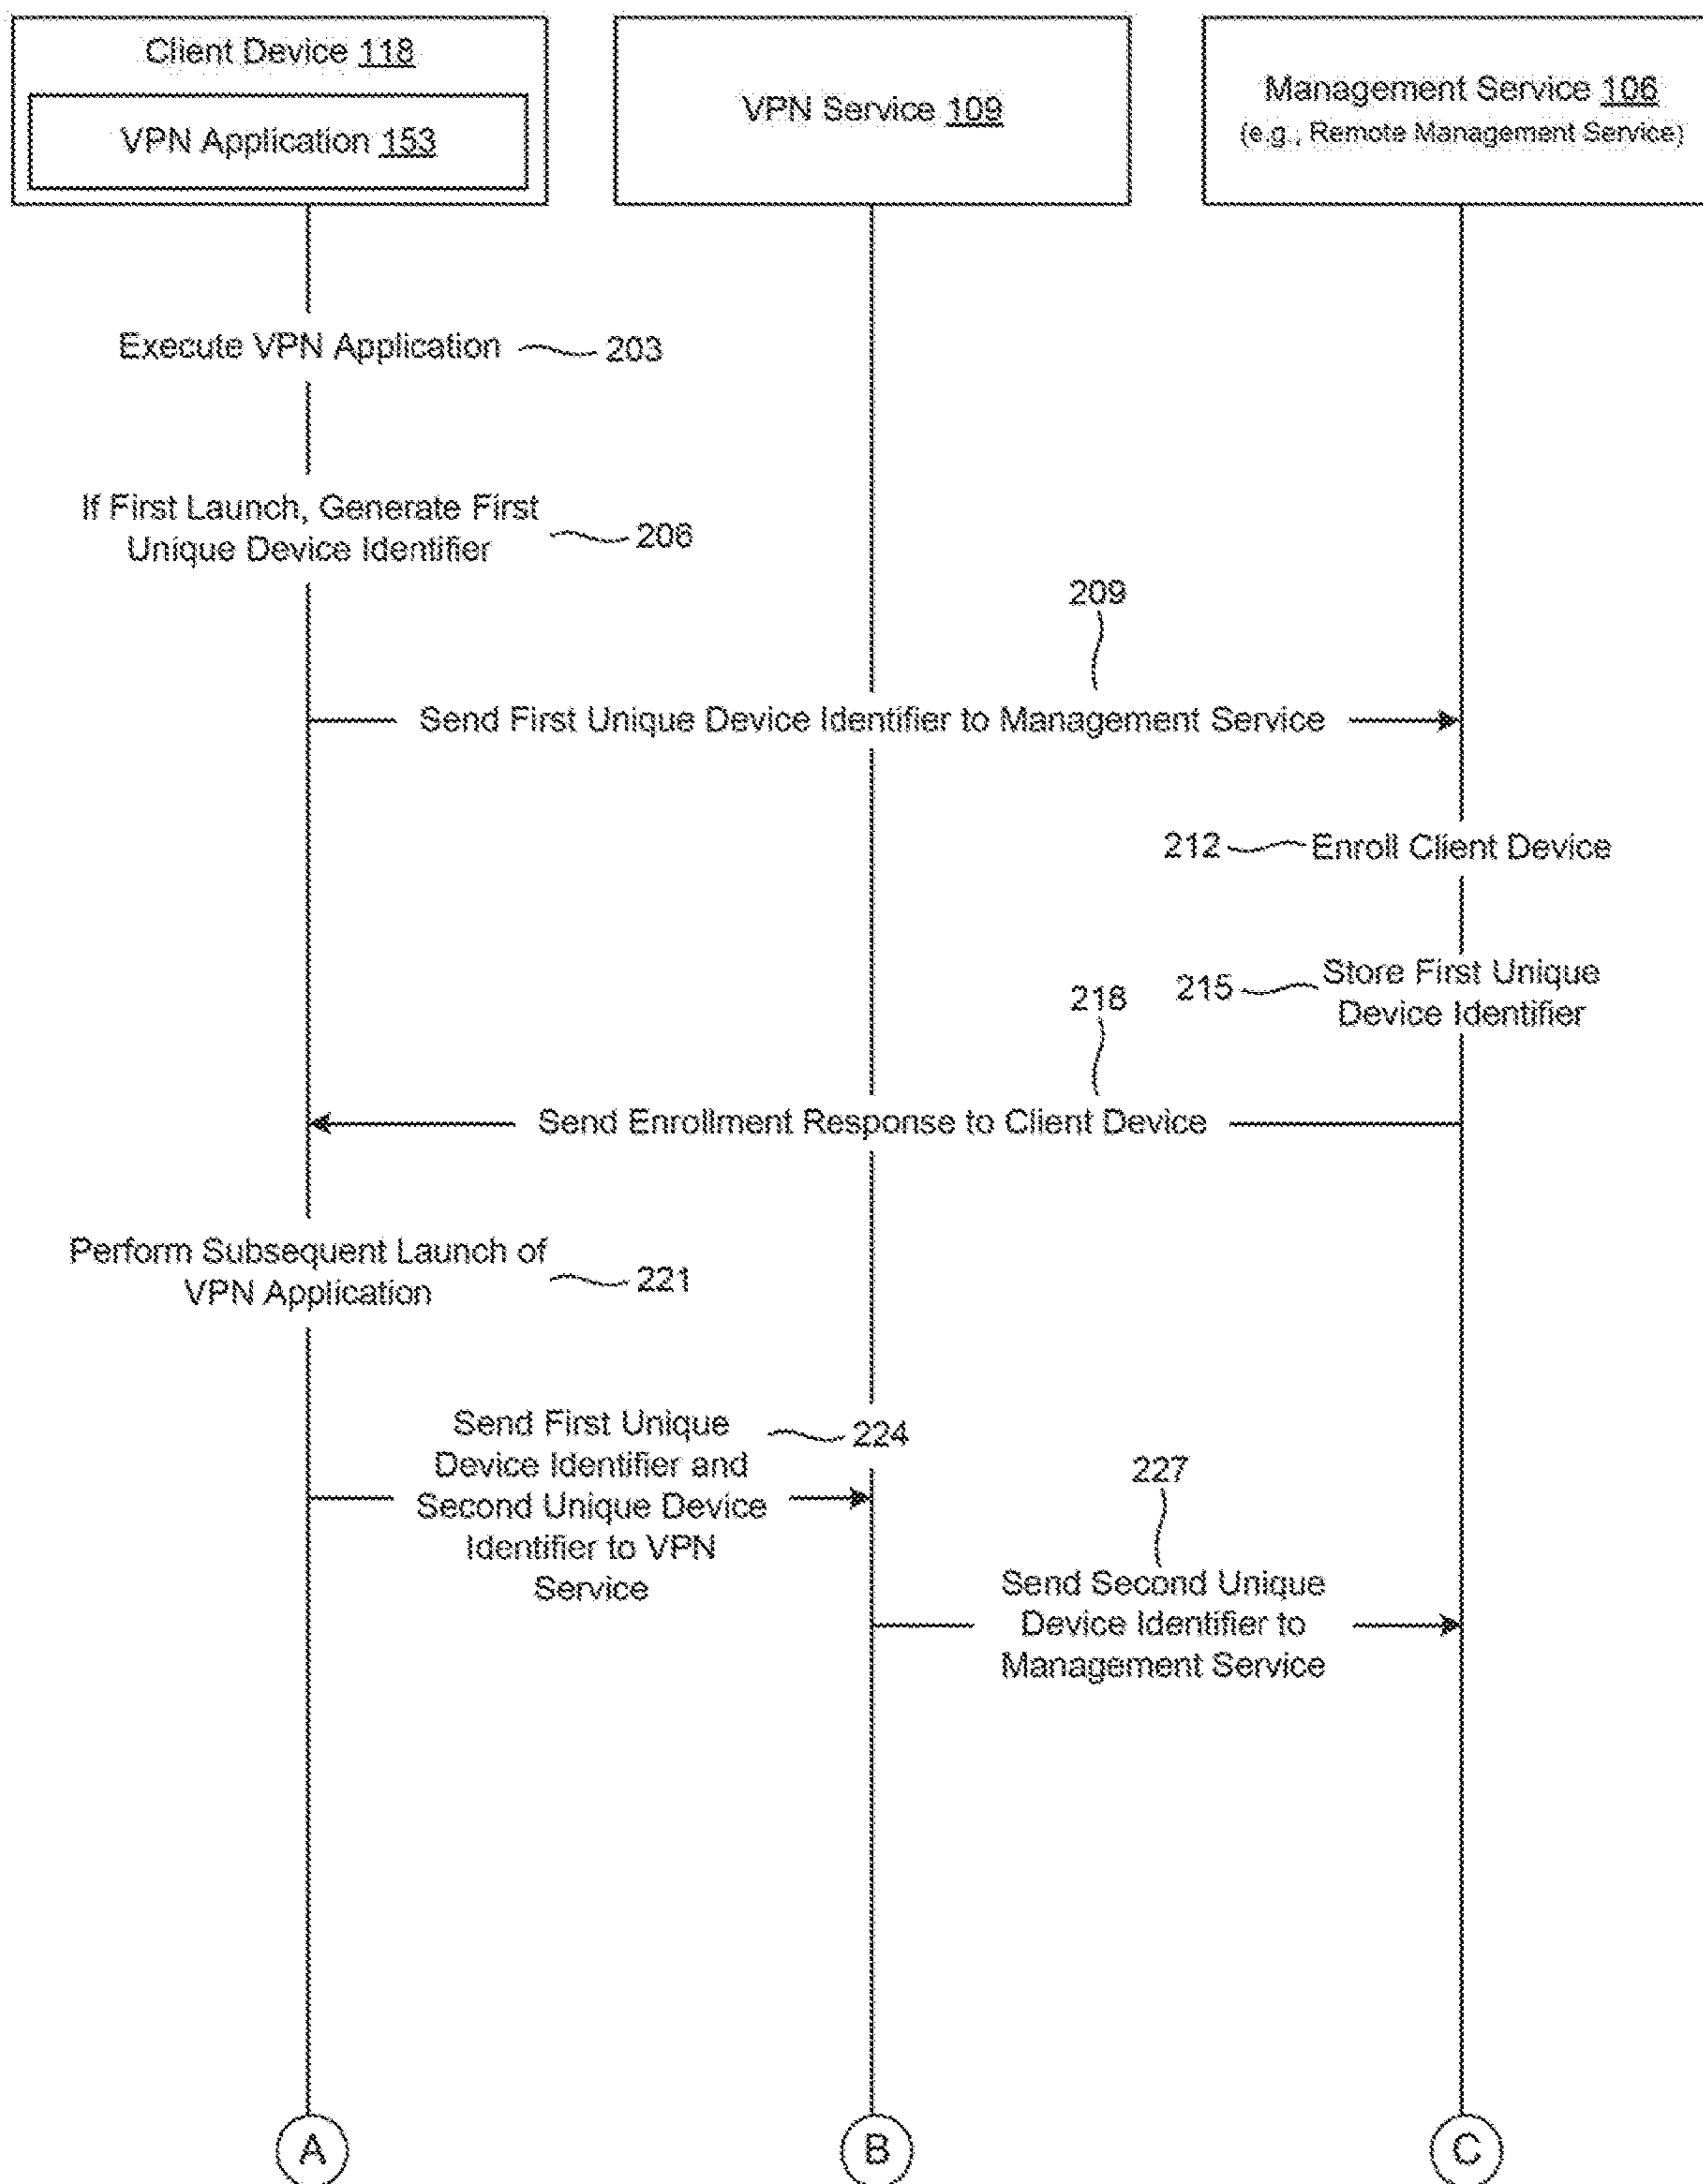 Client Device 118
VPN Application 153
VPN Service 109
Management Service 106
(e.g., Remote Management Service)
Execute VPN Application
203
If First Launch, Generate First
Unique Device Identifier
206
209
Send First Unique Device Identifier to Management Service
212
Enroll Client Device
215
Store First Unique
Device Identifier
218
Send Enrollment Response to Client Device
Perform Subsequent Launch of
VPN Application
221
Send First Unique
Device Identifier and
Second Unique Device
Identifier to VPN
Service
224
227
Send Second Unique
Device Identifier to
Management Service
A
B
C